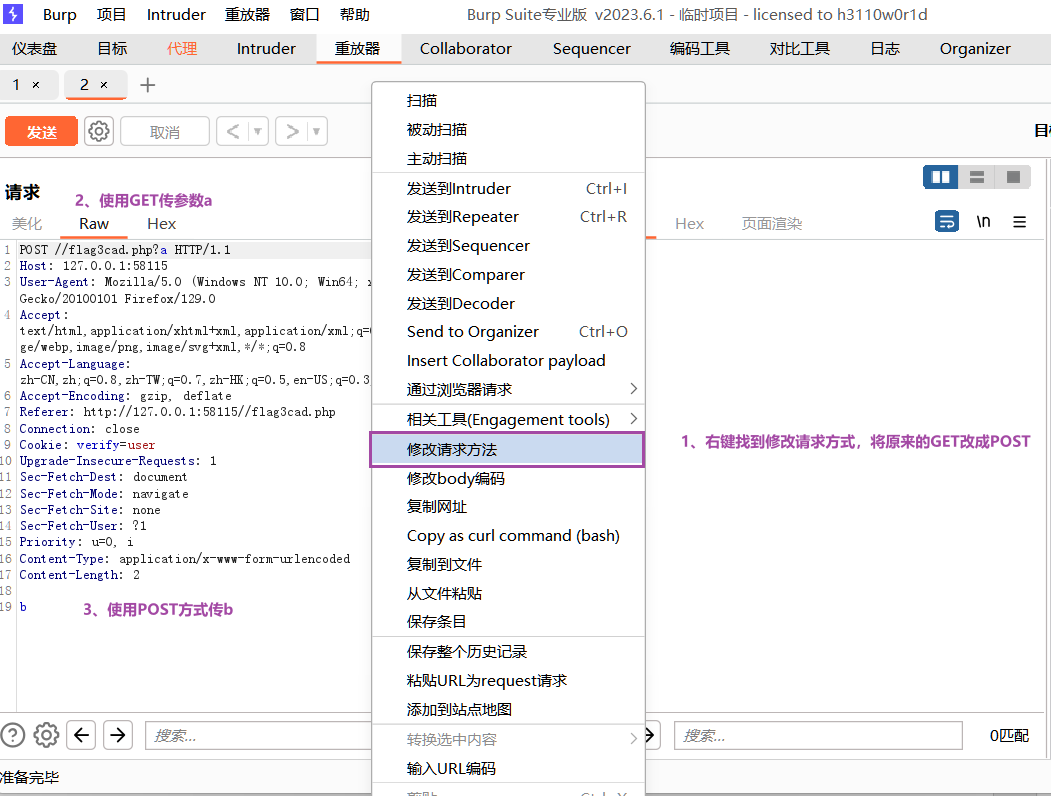 Burp 项目 Intruder 重放器 窗口 帮助 Burp Suite专业版 v2023.6.1 - 临时项目 - licensed to h3110w0r1d
仪表盘 目标 代理 Intruder 重放器 Collaborator Sequencer 编码工具 对比工具 日志 Organizer
1 × 2 × +
发送 取消 < >
请求
2、使用GET传参数a
美化 Raw Hex
Hex 页面渲染 \n
1 POST //flag3cad.php?a HTTP/1.1
2 Host: 127.0.0.1:58115
3 User-Agent: Mozilla/5.0 (Windows NT 10.0; Win64;
Gecko/20100101 Firefox/129.0
4 Accept:
text/html,application/xhtml+xml,application/xml;q=
ge/webp,image/png,image/svg+xml,*/*;q=0.8
5 Accept-Language:
zh-CN,zh;q=0.8,zh-TW;q=0.7,zh-HK;q=0.5,en-US;q=0.3
6 Accept-Encoding: gzip, deflate
7 Referer: http://127.0.0.1:58115//flag3cad.php
8 Connection: close
9 Cookie: verify=user
10 Upgrade-Insecure-Requests: 1
11 Sec-Fetch-Dest: document
12 Sec-Fetch-Mode: navigate
13 Sec-Fetch-Site: none
14 Sec-Fetch-User: ?1
15 Priority: u=0, i
16 Content-Type: application/x-www-form-urlencoded
17 Content-Length: 2
18
19 b
3、使用POST方式传b
扫描
被动扫描
主动扫描
发送到Intruder Ctrl+I
发送到Repeater Ctrl+R
发送到Sequencer
发送到Comparer
发送到Decoder
Send to Organizer Ctrl+O
Insert Collaborator payload
通过浏览器请求
相关工具(Engagement tools)
修改请求方法
修改body编码
复制网址
Copy as curl command (bash)
复制到文件
从文件粘贴
保存条目
保存整个历史记录
粘贴URL为request请求
添加到站点地图
转换选中内容
输入URL编码
1、右键找到修改请求方式，将原来的GET改成POST
搜索... 搜索... 0匹配
准备完毕